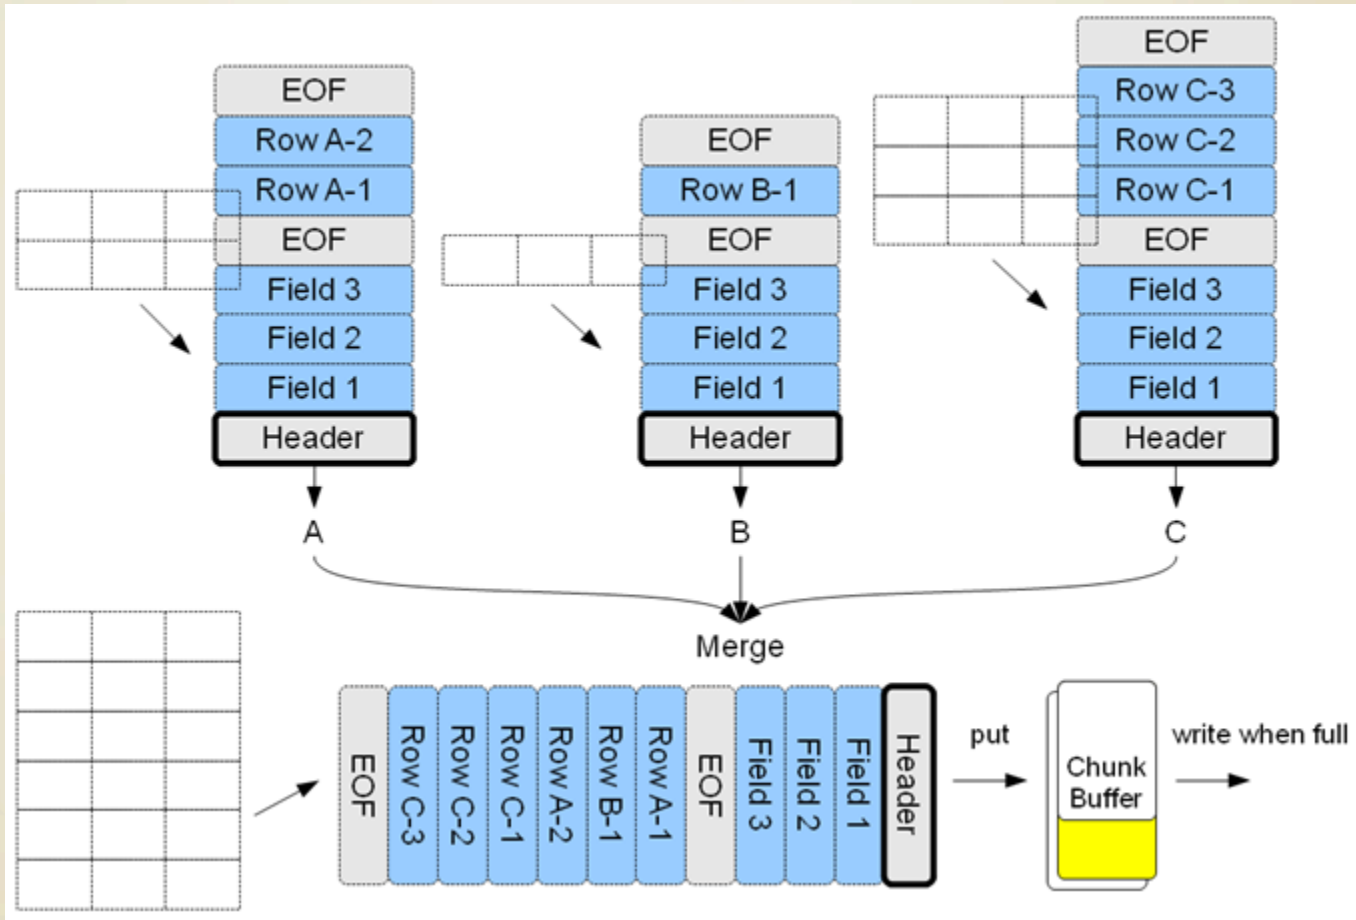 EOF
Row A-2
Row A-1
EOF
Field 3
Field 2
Field 1
Header
A
EOF
Row B-1
EOF
Field 3
Field 2
Field 1
Header
B
EOF
Row C-3
Row C-2
Row C-1
EOF
Field 3
Field 2
Field 1
Header
C
Merge
EOF
Row C-3
Row C-2
Row C-1
Row A-2
Row B-1
Row A-1
EOF
Field 3
Field 2
Field 1
Header
put
Chunk
Buffer
write when full